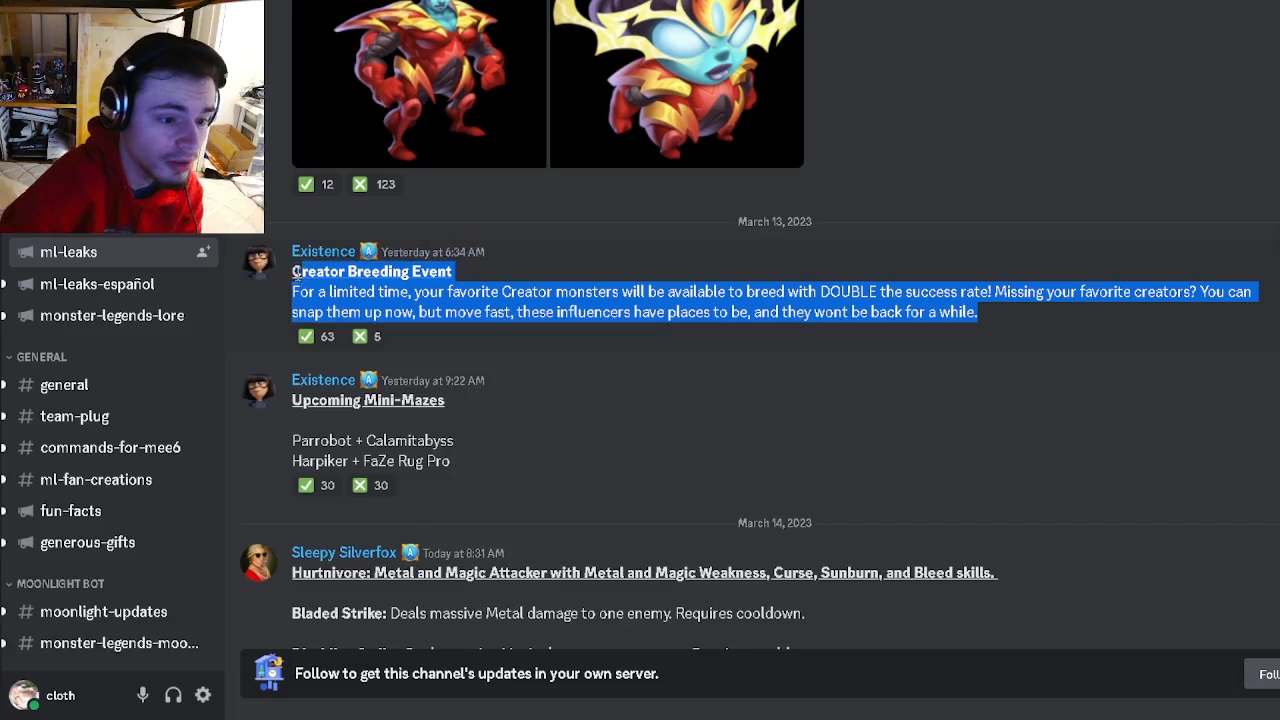 12 123
March 13, 2023
Existence Yesterday at 6:34 AM
Creator Breeding Event
For a limited time, your favorite Creator monsters will be available to breed with DOUBLE the success rate! Missing your favorite creators? You can
snap them up now, but move fast, these influencers have places to be, and they wont be back for a while.
63 5
Existence Yesterday at 9:22 AM
Upcoming Mini-Mazes
Parrobot + Calamitabyss
Harpiker + FaZe Rug Pro
30 30
March 14, 2023
Sleepy Silverfox Today at 8:31 AM
Hurtnivore: Metal and Magic Attacker with Metal and Magic Weakness, Curse, Sunburn, and Bleed skills.
Bladed Strike: Deals massive Metal damage to one enemy. Requires cooldown.
Follow to get this channel's updates in your own server.
Foll
ml-leaks
ml-leaks-español
monster-legends-lore
GENERAL
general
team-plug
commands-for-mee6
ml-fan-creations
fun-facts
generous-gifts
MOONLIGHT BOT
moonlight-updates
monster-legends-moo...
cloth